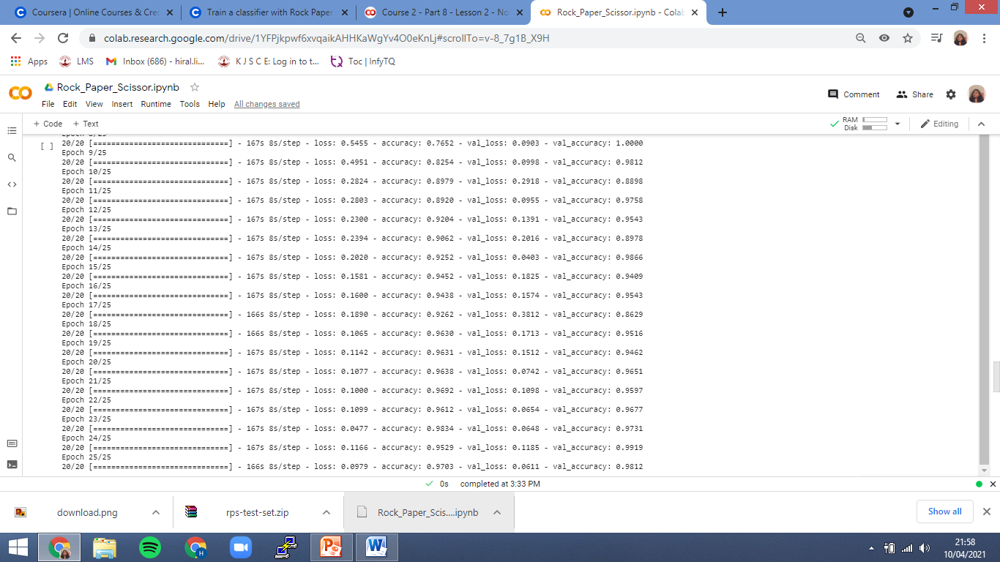 Coursera | Online Courses & Cred
Train a classifier with Rock Paper
Course 2 - Part 8 - Lesson 2 - No
Rock_Paper_Scissor.ipynb - Colab
colab.research.google.com/drive/1YFPjkpwf6xvqaikAHHKaWgYv4O0eKnLj#scrollTo=v-8_7g1B_X9H
Apps LMS Inbox (686) - hiral.li... K J S C E: Log in to t... Toc | InfyTQ
Rock_Paper_Scissor.ipynb
File Edit View Insert Runtime Tools Help All changes saved
Comment Share
+ Code + Text
RAM
Disk
Editing
[ ]
Epoch 8/25
20/20 [==============================] - 167s 8s/step - loss: 0.5455 - accuracy: 0.7652 - val_loss: 0.0903 - val_accuracy: 1.0000
Epoch 9/25
20/20 [==============================] - 167s 8s/step - loss: 0.4951 - accuracy: 0.8254 - val_loss: 0.0998 - val_accuracy: 0.9812
Epoch 10/25
20/20 [==============================] - 167s 8s/step - loss: 0.2824 - accuracy: 0.8979 - val_loss: 0.2918 - val_accuracy: 0.8898
Epoch 11/25
20/20 [==============================] - 167s 8s/step - loss: 0.2803 - accuracy: 0.8920 - val_loss: 0.0955 - val_accuracy: 0.9758
Epoch 12/25
20/20 [==============================] - 167s 8s/step - loss: 0.2300 - accuracy: 0.9204 - val_loss: 0.1391 - val_accuracy: 0.9543
Epoch 13/25
20/20 [==============================] - 167s 8s/step - loss: 0.2394 - accuracy: 0.9062 - val_loss: 0.2016 - val_accuracy: 0.8978
Epoch 14/25
20/20 [==============================] - 167s 8s/step - loss: 0.2020 - accuracy: 0.9252 - val_loss: 0.0403 - val_accuracy: 0.9866
Epoch 15/25
20/20 [==============================] - 167s 8s/step - loss: 0.1581 - accuracy: 0.9452 - val_loss: 0.1825 - val_accuracy: 0.9409
Epoch 16/25
20/20 [==============================] - 167s 8s/step - loss: 0.1600 - accuracy: 0.9438 - val_loss: 0.1574 - val_accuracy: 0.9543
Epoch 17/25
20/20 [==============================] - 166s 8s/step - loss: 0.1890 - accuracy: 0.9262 - val_loss: 0.3812 - val_accuracy: 0.8629
Epoch 18/25
20/20 [==============================] - 166s 8s/step - loss: 0.1065 - accuracy: 0.9630 - val_loss: 0.1713 - val_accuracy: 0.9516
Epoch 19/25
20/20 [==============================] - 167s 8s/step - loss: 0.1142 - accuracy: 0.9631 - val_loss: 0.1512 - val_accuracy: 0.9462
Epoch 20/25
20/20 [==============================] - 167s 8s/step - loss: 0.1077 - accuracy: 0.9638 - val_loss: 0.0742 - val_accuracy: 0.9651
Epoch 21/25
20/20 [==============================] - 167s 8s/step - loss: 0.1000 - accuracy: 0.9692 - val_loss: 0.1098 - val_accuracy: 0.9597
Epoch 22/25
20/20 [==============================] - 167s 8s/step - loss: 0.1099 - accuracy: 0.9612 - val_loss: 0.0654 - val_accuracy: 0.9677
Epoch 23/25
20/20 [==============================] - 167s 8s/step - loss: 0.0477 - accuracy: 0.9834 - val_loss: 0.0648 - val_accuracy: 0.9731
Epoch 24/25
20/20 [==============================] - 167s 8s/step - loss: 0.1166 - accuracy: 0.9529 - val_loss: 0.1185 - val_accuracy: 0.9919
Epoch 25/25
20/20 [==============================] - 166s 8s/step - loss: 0.0979 - accuracy: 0.9703 - val_loss: 0.0611 - val_accuracy: 0.9812
0s completed at 3:33 PM
download.png rps-test-set.zip Rock_Paper_Scis....ipynb Show all
21:58
10/04/2021